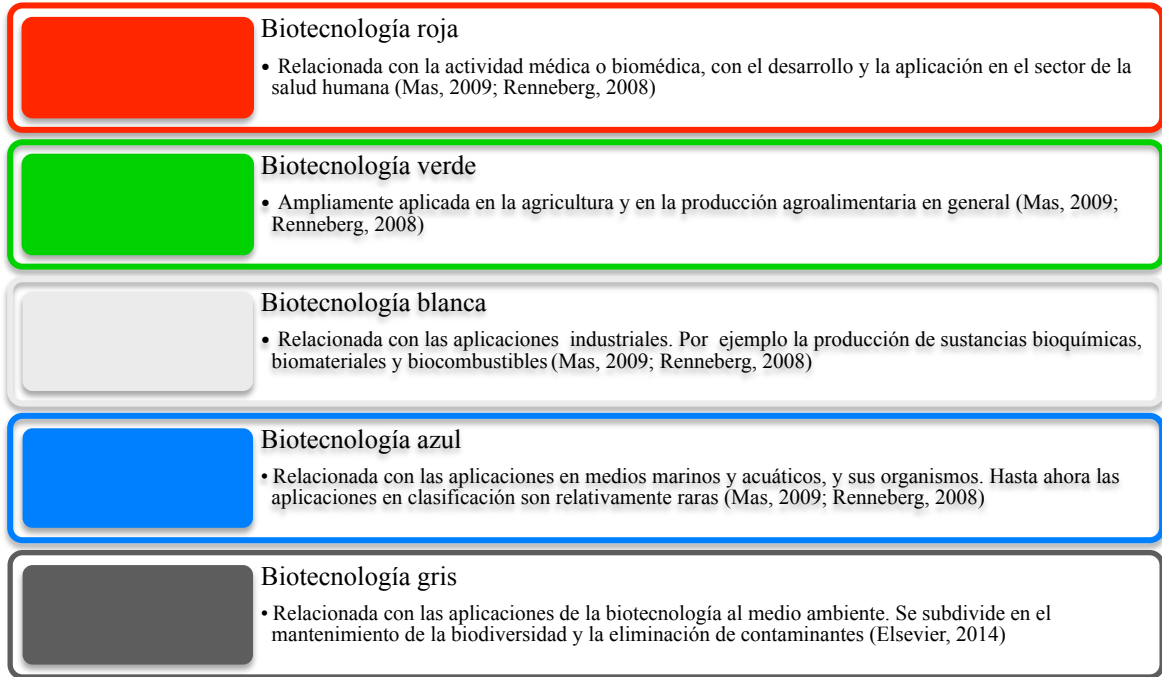 Biotecnología roja
• Relacionada con la actividad médica o biomédica, con el desarrollo y la aplicación en el sector de la
salud humana (Mas, 2009; Renneberg, 2008)
Biotecnología verde
• Ampliamente aplicada en la agricultura y en la producción agroalimentaria en general (Mas, 2009;
Renneberg, 2008)
Biotecnología blanca
• Relacionada con las aplicaciones industriales. Por ejemplo la producción de sustancias bioquímicas,
biomateriales y biocombustibles (Mas, 2009; Renneberg, 2008)
Biotecnología azul
• Relacionada con las aplicaciones en medios marinos y acuáticos, y sus organismos. Hasta ahora las
aplicaciones en clasificación son relativamente raras (Mas, 2009; Renneberg, 2008)
Biotecnología gris
• Relacionada con las aplicaciones de la biotecnología al medio ambiente. Se subdivide en el
mantenimiento de la biodiversidad y la eliminación de contaminantes (Elsevier, 2014)